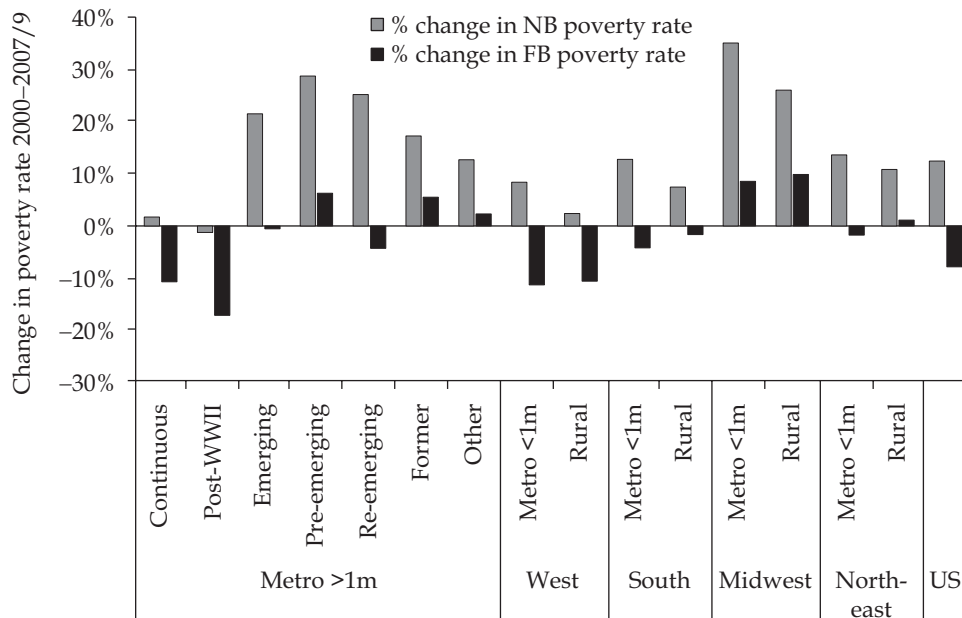 Change in poverty rate 2000–2007/9
40%
30%
20%
10%
0%
–10%
–20%
–30%
% change in NB poverty rate
% change in FB poverty rate
Continuous
Post-WWII
Emerging
Pre-emerging
Re-emerging
Former
Other
Metro <1m
Rural
Metro <1m
Rural
Metro <1m
Rural
Metro <1m
Rural
Metro >1m
West
South
Midwest
North-
east
US